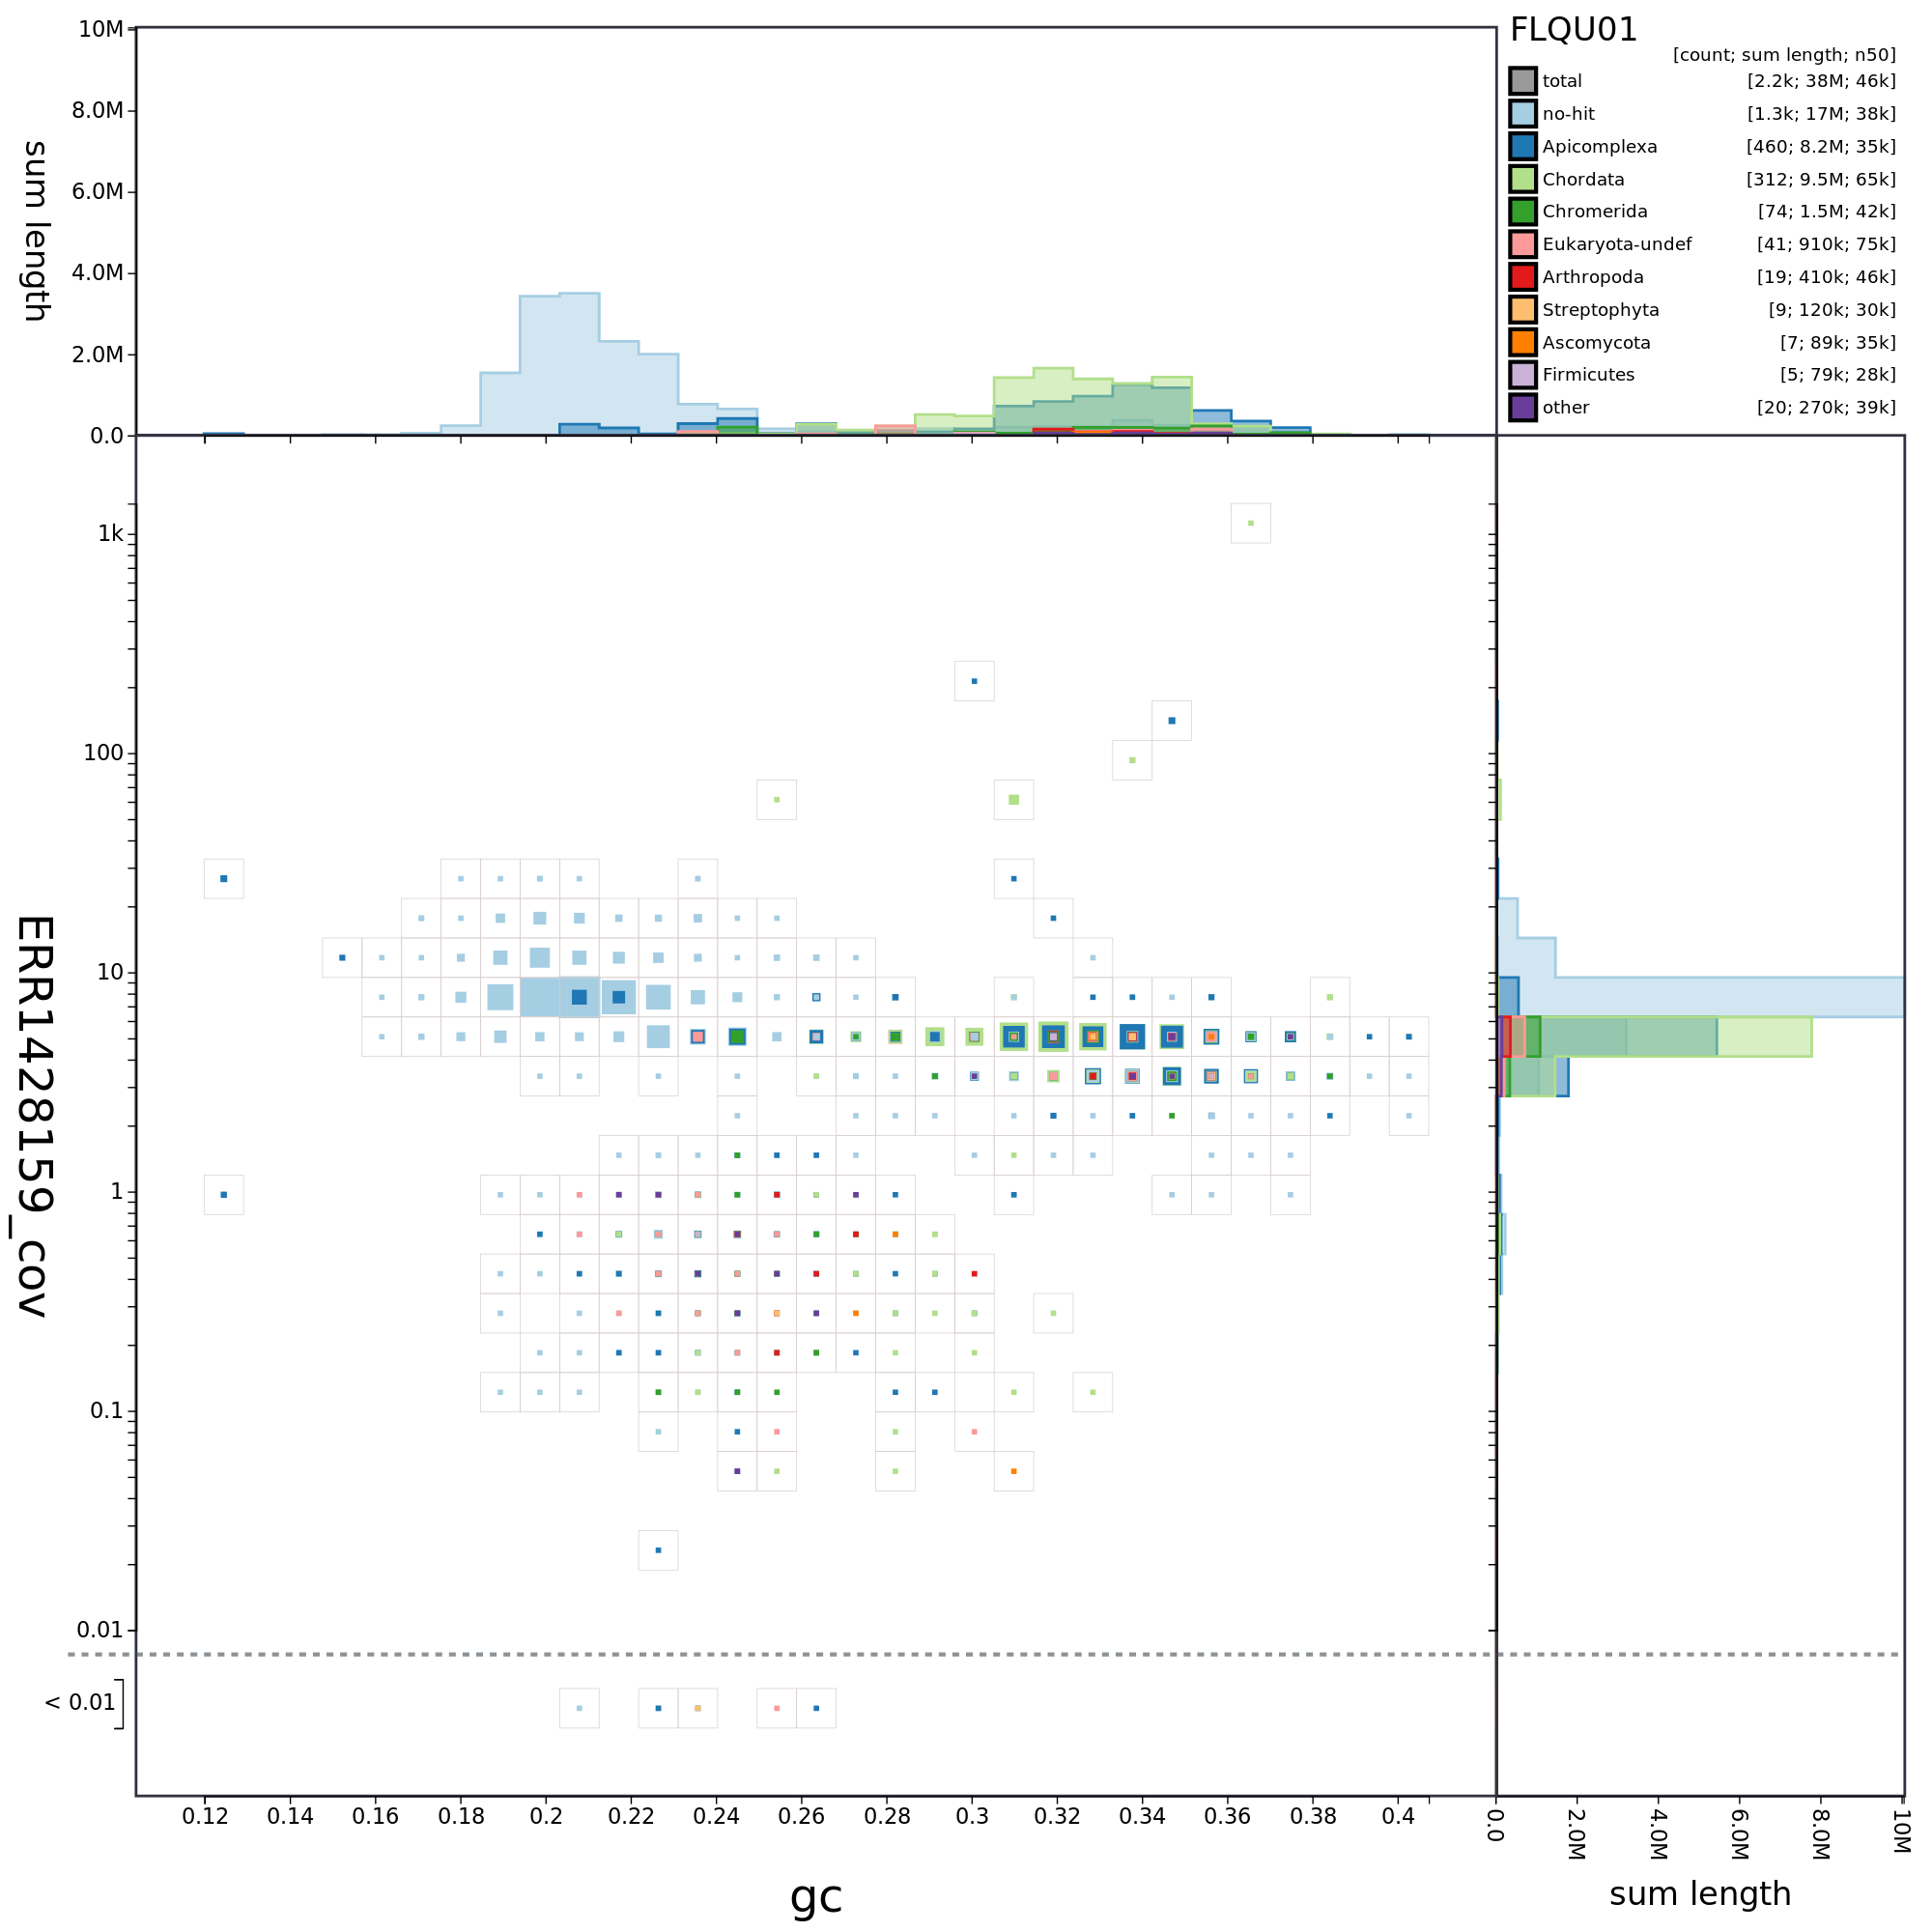 10M
8.0M
6.0M
4.0M
2.0M
0.0
sum length
FLQU01
[count; sum length; n50]
total [2.2k; 38M; 46k]
no-hit [1.3k; 17M; 38k]
Apicomplexa [460; 8.2M; 35k]
Chordata [312; 9.5M; 65k]
Chromerida [74; 1.5M; 42k]
Eukaryota-undef [41; 910k; 75k]
Arthropoda [19; 410k; 46k]
Streptophyta [9; 120k; 30k]
Ascomycota [7; 89k; 35k]
Firmicutes [5; 79k; 28k]
other [20; 270k; 39k]
1k
100
10
1
0.1
0.01
< 0.01
ERR1428159_cov
0.12 0.14 0.16 0.18 0.2 0.22 0.24 0.26 0.28 0.3 0.32 0.34 0.36 0.38 0.4
gc
0.0 2.0M 4.0M 6.0M 8.0M 10M
sum length